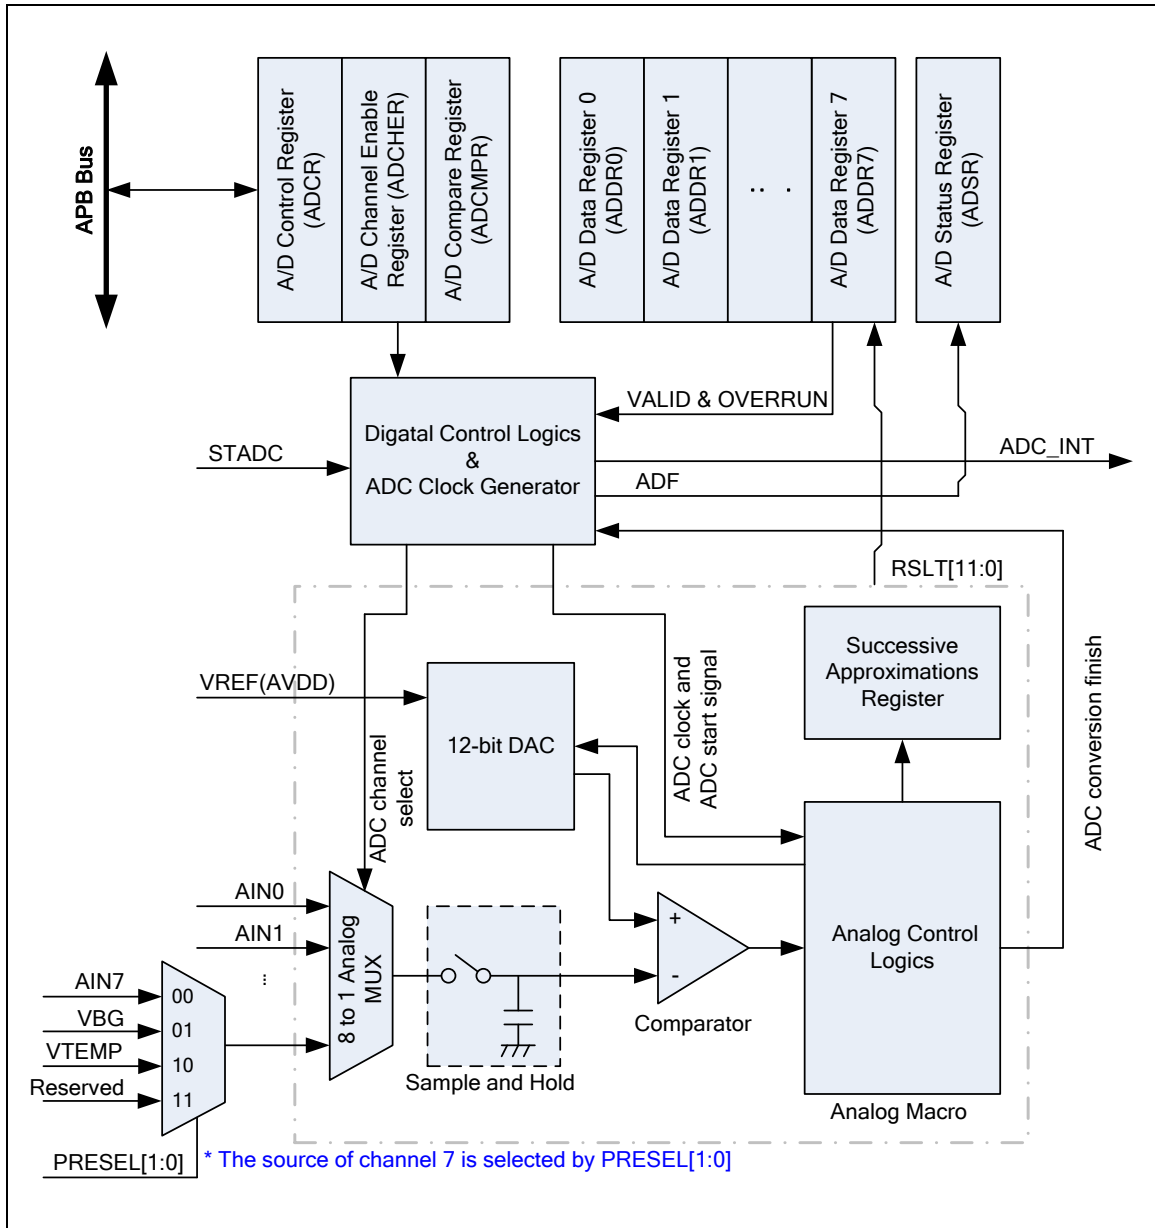 APB Bus
A/D Control Register
(ADCR)
A/D Channel Enable
Register (ADCHER)
A/D Compare Register
(ADCMPR)
A/D Data Register 0
(ADDR0)
A/D Data Register 1
(ADDR1)
.. .
A/D Data Register 7
(ADDR7)
A/D Status Register
(ADSR)
VALID & OVERRUN
STADC
Digatal Control Logics
&
ADC Clock Generator
ADC_INT
ADF
RSLT[11:0]
VREF(AVDD)
12-bit DAC
ADC channel
select
ADC clock and
ADC start signal
Successive
Approximations
Register
ADC conversion finish
AIN0
AIN1
...
8 to 1 Analog
MUX
+
-
Comparator
Analog Control
Logics
AIN7
00
VBG
01
VTEMP
10
Reserved
11
Sample and Hold
Analog Macro
PRESEL[1:0]
* The source of channel 7 is selected by PRESEL[1:0]